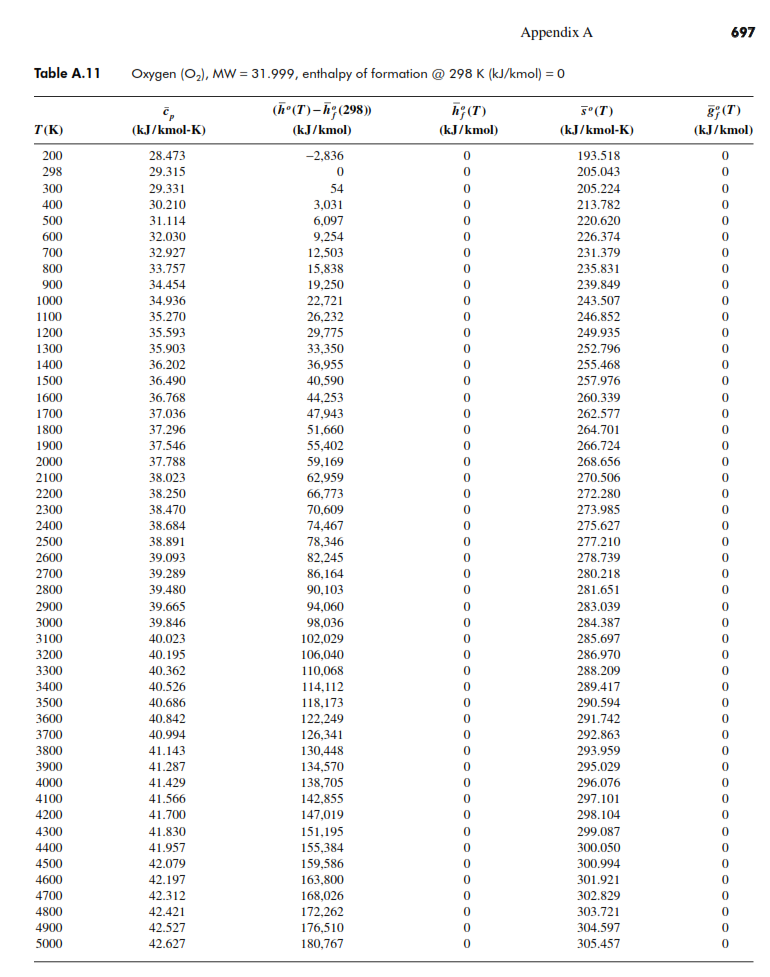 Appendix A 697
Table A.11 Oxygen (O₂), MW = 31.999, enthalpy of formation @ 298 K (kJ/kmol) = 0
c̄ₚ (h̄°(T) – h̄°f(298)) h̄°f(T) s̄°(T) ḡ°f(T)
T(K) (kJ/kmol-K) (kJ/kmol) (kJ/kmol) (kJ/kmol-K) (kJ/kmol)
200 28.473 –2,836 0 193.518 0
298 29.315 0 0 205.043 0
300 29.331 54 0 205.224 0
400 30.210 3,031 0 213.782 0
500 31.114 6,097 0 220.620 0
600 32.030 9,254 0 226.374 0
700 32.927 12,503 0 231.379 0
800 33.757 15,838 0 235.831 0
900 34.454 19,250 0 239.849 0
1000 34.936 22,721 0 243.507 0
1100 35.270 26,232 0 246.852 0
1200 35.593 29,775 0 249.935 0
1300 35.903 33,350 0 252.796 0
1400 36.202 36,955 0 255.468 0
1500 36.490 40,590 0 257.976 0
1600 36.768 44,253 0 260.339 0
1700 37.036 47,943 0 262.577 0
1800 37.296 51,660 0 264.701 0
1900 37.546 55,402 0 266.724 0
2000 37.788 59,169 0 268.656 0
2100 38.023 62,959 0 270.506 0
2200 38.250 66,773 0 272.280 0
2300 38.470 70,609 0 273.985 0
2400 38.684 74,467 0 275.627 0
2500 38.891 78,346 0 277.210 0
2600 39.093 82,245 0 278.739 0
2700 39.289 86,164 0 280.218 0
2800 39.480 90,103 0 281.651 0
2900 39.665 94,060 0 283.039 0
3000 39.846 98,036 0 284.387 0
3100 40.023 102,029 0 285.697 0
3200 40.195 106,040 0 286.970 0
3300 40.362 110,068 0 288.209 0
3400 40.526 114,112 0 289.417 0
3500 40.686 118,173 0 290.594 0
3600 40.842 122,249 0 291.742 0
3700 40.994 126,341 0 292.863 0
3800 41.143 130,448 0 293.959 0
3900 41.287 134,570 0 295.029 0
4000 41.429 138,705 0 296.076 0
4100 41.566 142,855 0 297.101 0
4200 41.700 147,019 0 298.104 0
4300 41.830 151,195 0 299.087 0
4400 41.957 155,384 0 300.050 0
4500 42.079 159,586 0 300.994 0
4600 42.197 163,800 0 301.921 0
4700 42.312 168,026 0 302.829 0
4800 42.421 172,262 0 303.721 0
4900 42.527 176,510 0 304.597 0
5000 42.627 180,767 0 305.457 0